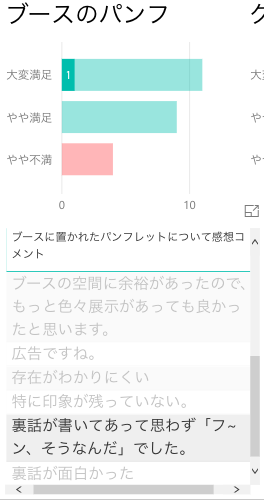 ブースのパンフ
ク
大変満足
1
大
やや満足
や
やや不満
や
0
10
ブースに置かれたパンフレットについて感想コ
メント
ブースの空間に余裕があったので、
もっと色々展示があっても良かっ
たと思います。
広告ですね。
存在がわかりにくい
特に印象が残っていない。
裏話が書いてあって思わず「フ~
ン、そうなんだ」でした。
裏話が面白かった